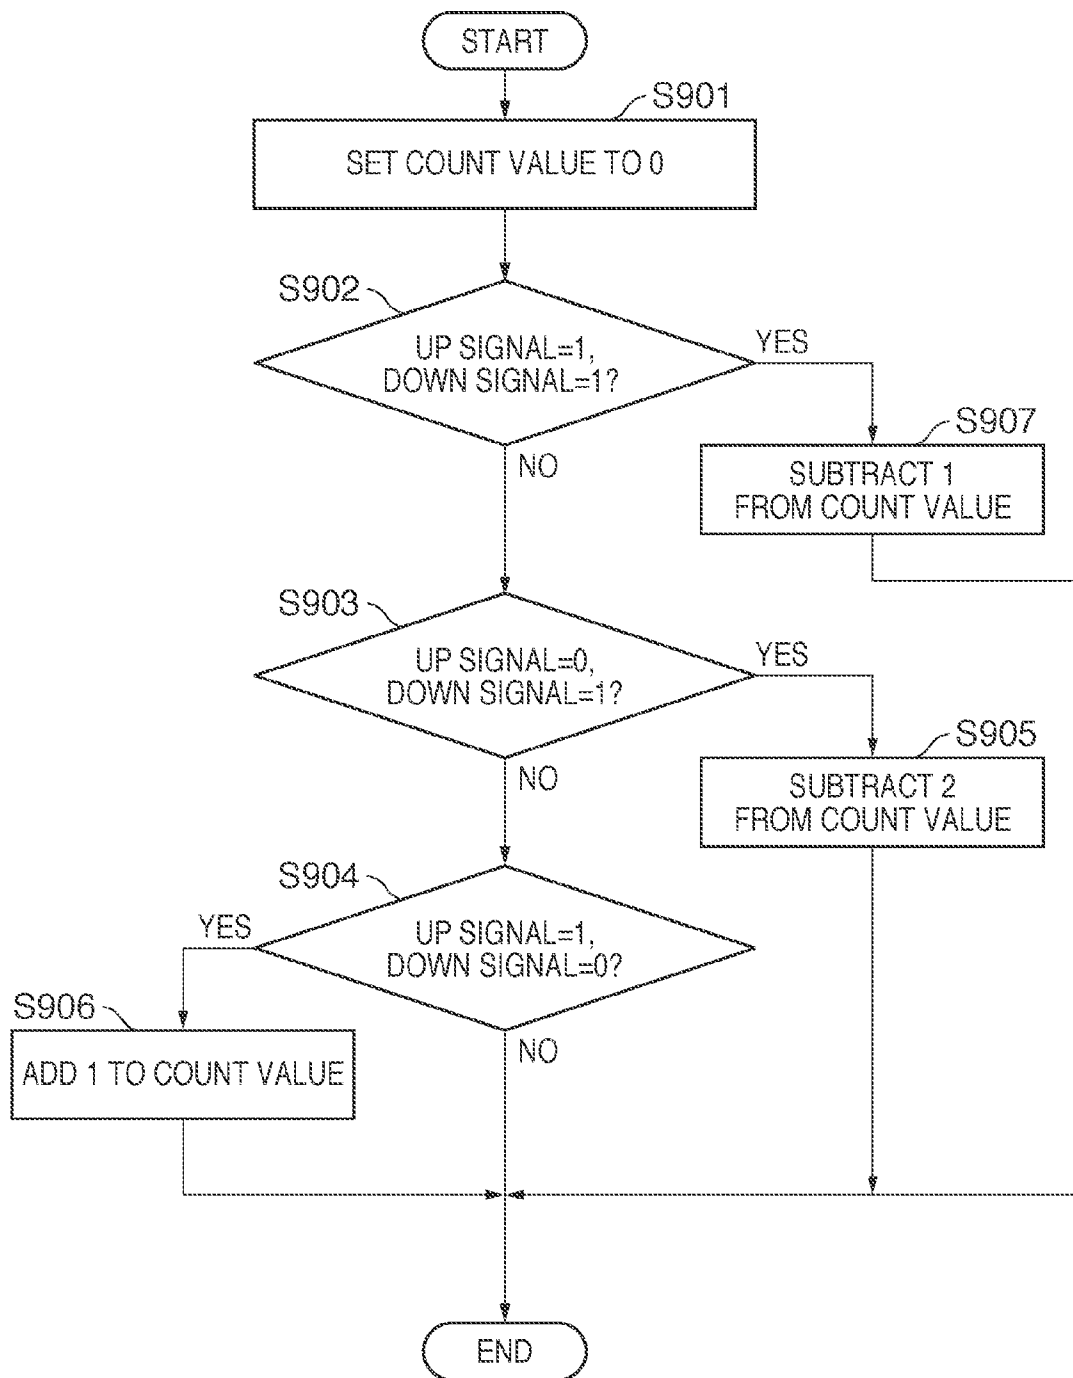 START
S901
SET COUNT VALUE TO 0
S902
UP SIGNAL=1,
DOWN SIGNAL=1?
YES
NO
S907
SUBTRACT 1
FROM COUNT VALUE
S903
UP SIGNAL=0,
DOWN SIGNAL=1?
YES
NO
S905
SUBTRACT 2
FROM COUNT VALUE
S904
UP SIGNAL=1,
DOWN SIGNAL=0?
YES
NO
S906
ADD 1 TO COUNT VALUE
END